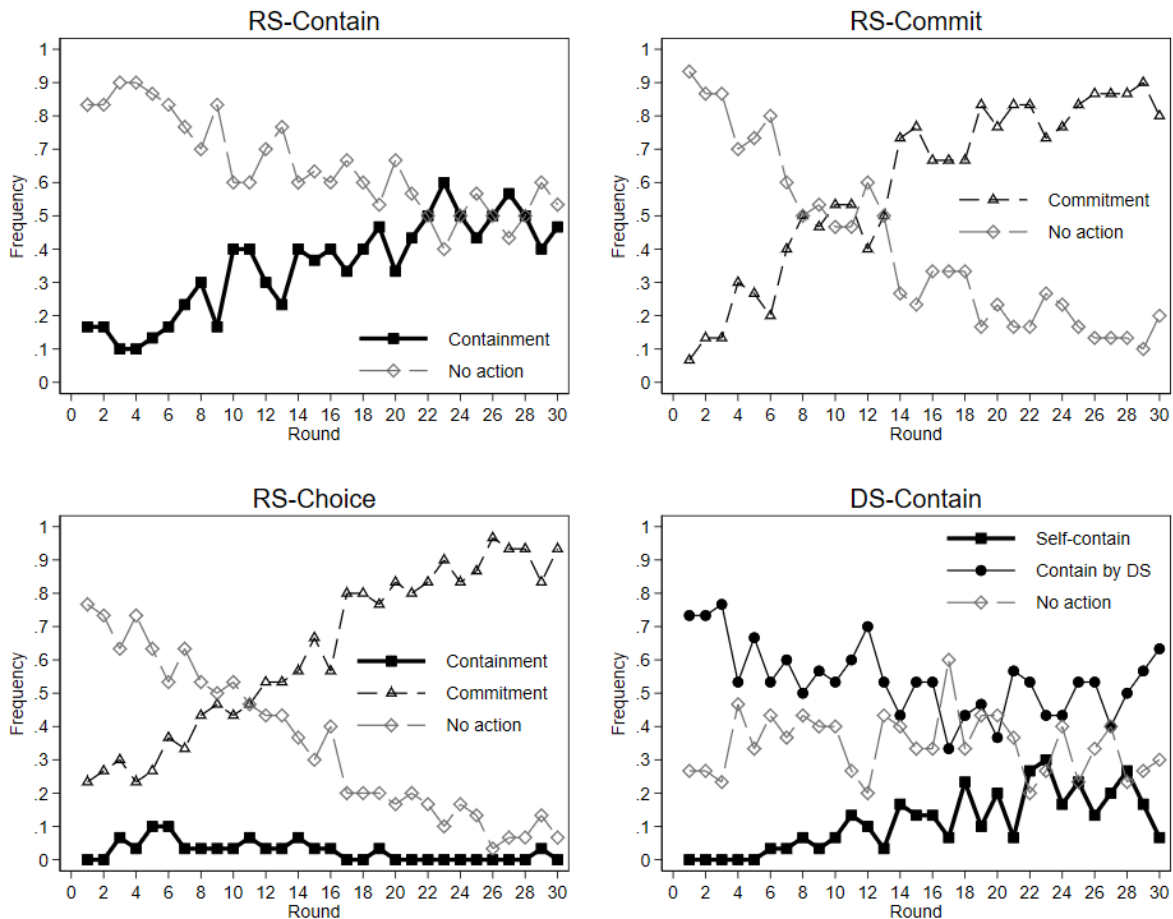 RS-Contain
Frequency
1
.9
.8
.7
.6
.5
.4
.3
.2
.1
0
Containment
No action
0 2 4 6 8 10 12 14 16 18 20 22 24 26 28 30
Round
RS-Commit
Frequency
1
.9
.8
.7
.6
.5
.4
.3
.2
.1
0
Commitment
No action
0 2 4 6 8 10 12 14 16 18 20 22 24 26 28 30
Round
RS-Choice
Frequency
1
.9
.8
.7
.6
.5
.4
.3
.2
.1
0
Containment
Commitment
No action
0 2 4 6 8 10 12 14 16 18 20 22 24 26 28 30
Round
DS-Contain
Frequency
1
.9
.8
.7
.6
.5
.4
.3
.2
.1
0
Self-contain
Contain by DS
No action
0 2 4 6 8 10 12 14 16 18 20 22 24 26 28 30
Round